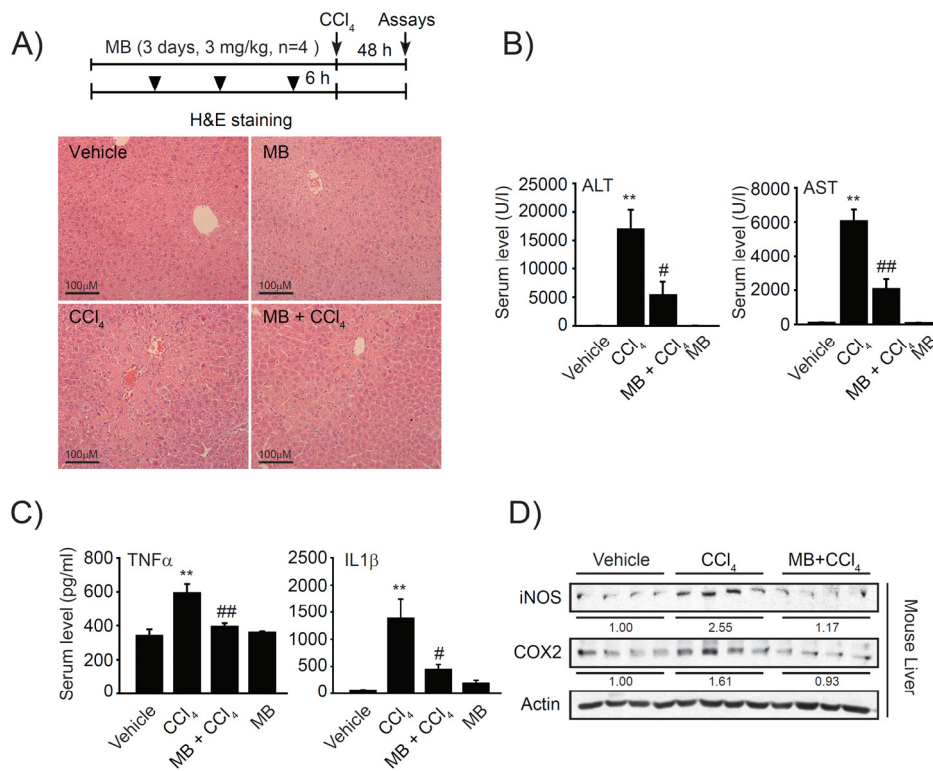 A)
CCl4 Assays
MB (3 days, 3 mg/kg, n=4 ) 48 h
6 h
H&E staining
Vehicle
MB
100μM
100μM
CCl4
MB + CCl4
100μM
100μM
B)
ALT
Serum level (U/l)
25000
20000
15000
10000
5000
0
**
#
Vehicle
CCl4
MB + CCl4
MB
AST
Serum level (U/l)
8000
6000
4000
2000
0
**
##
Vehicle
CCl4
MB + CCl4
MB
C)
TNFα
Serum level (pg/ml)
800
600
400
200
0
**
##
Vehicle
CCl4
MB + CCl4
MB
IL1β
2500
2000
1500
1000
500
0
**
#
Vehicle
CCl4
MB + CCl4
MB
D)
Vehicle CCl4 MB+CCl4
iNOS
1.00 2.55 1.17
COX2
1.00 1.61 0.93
Actin
Mouse Liver